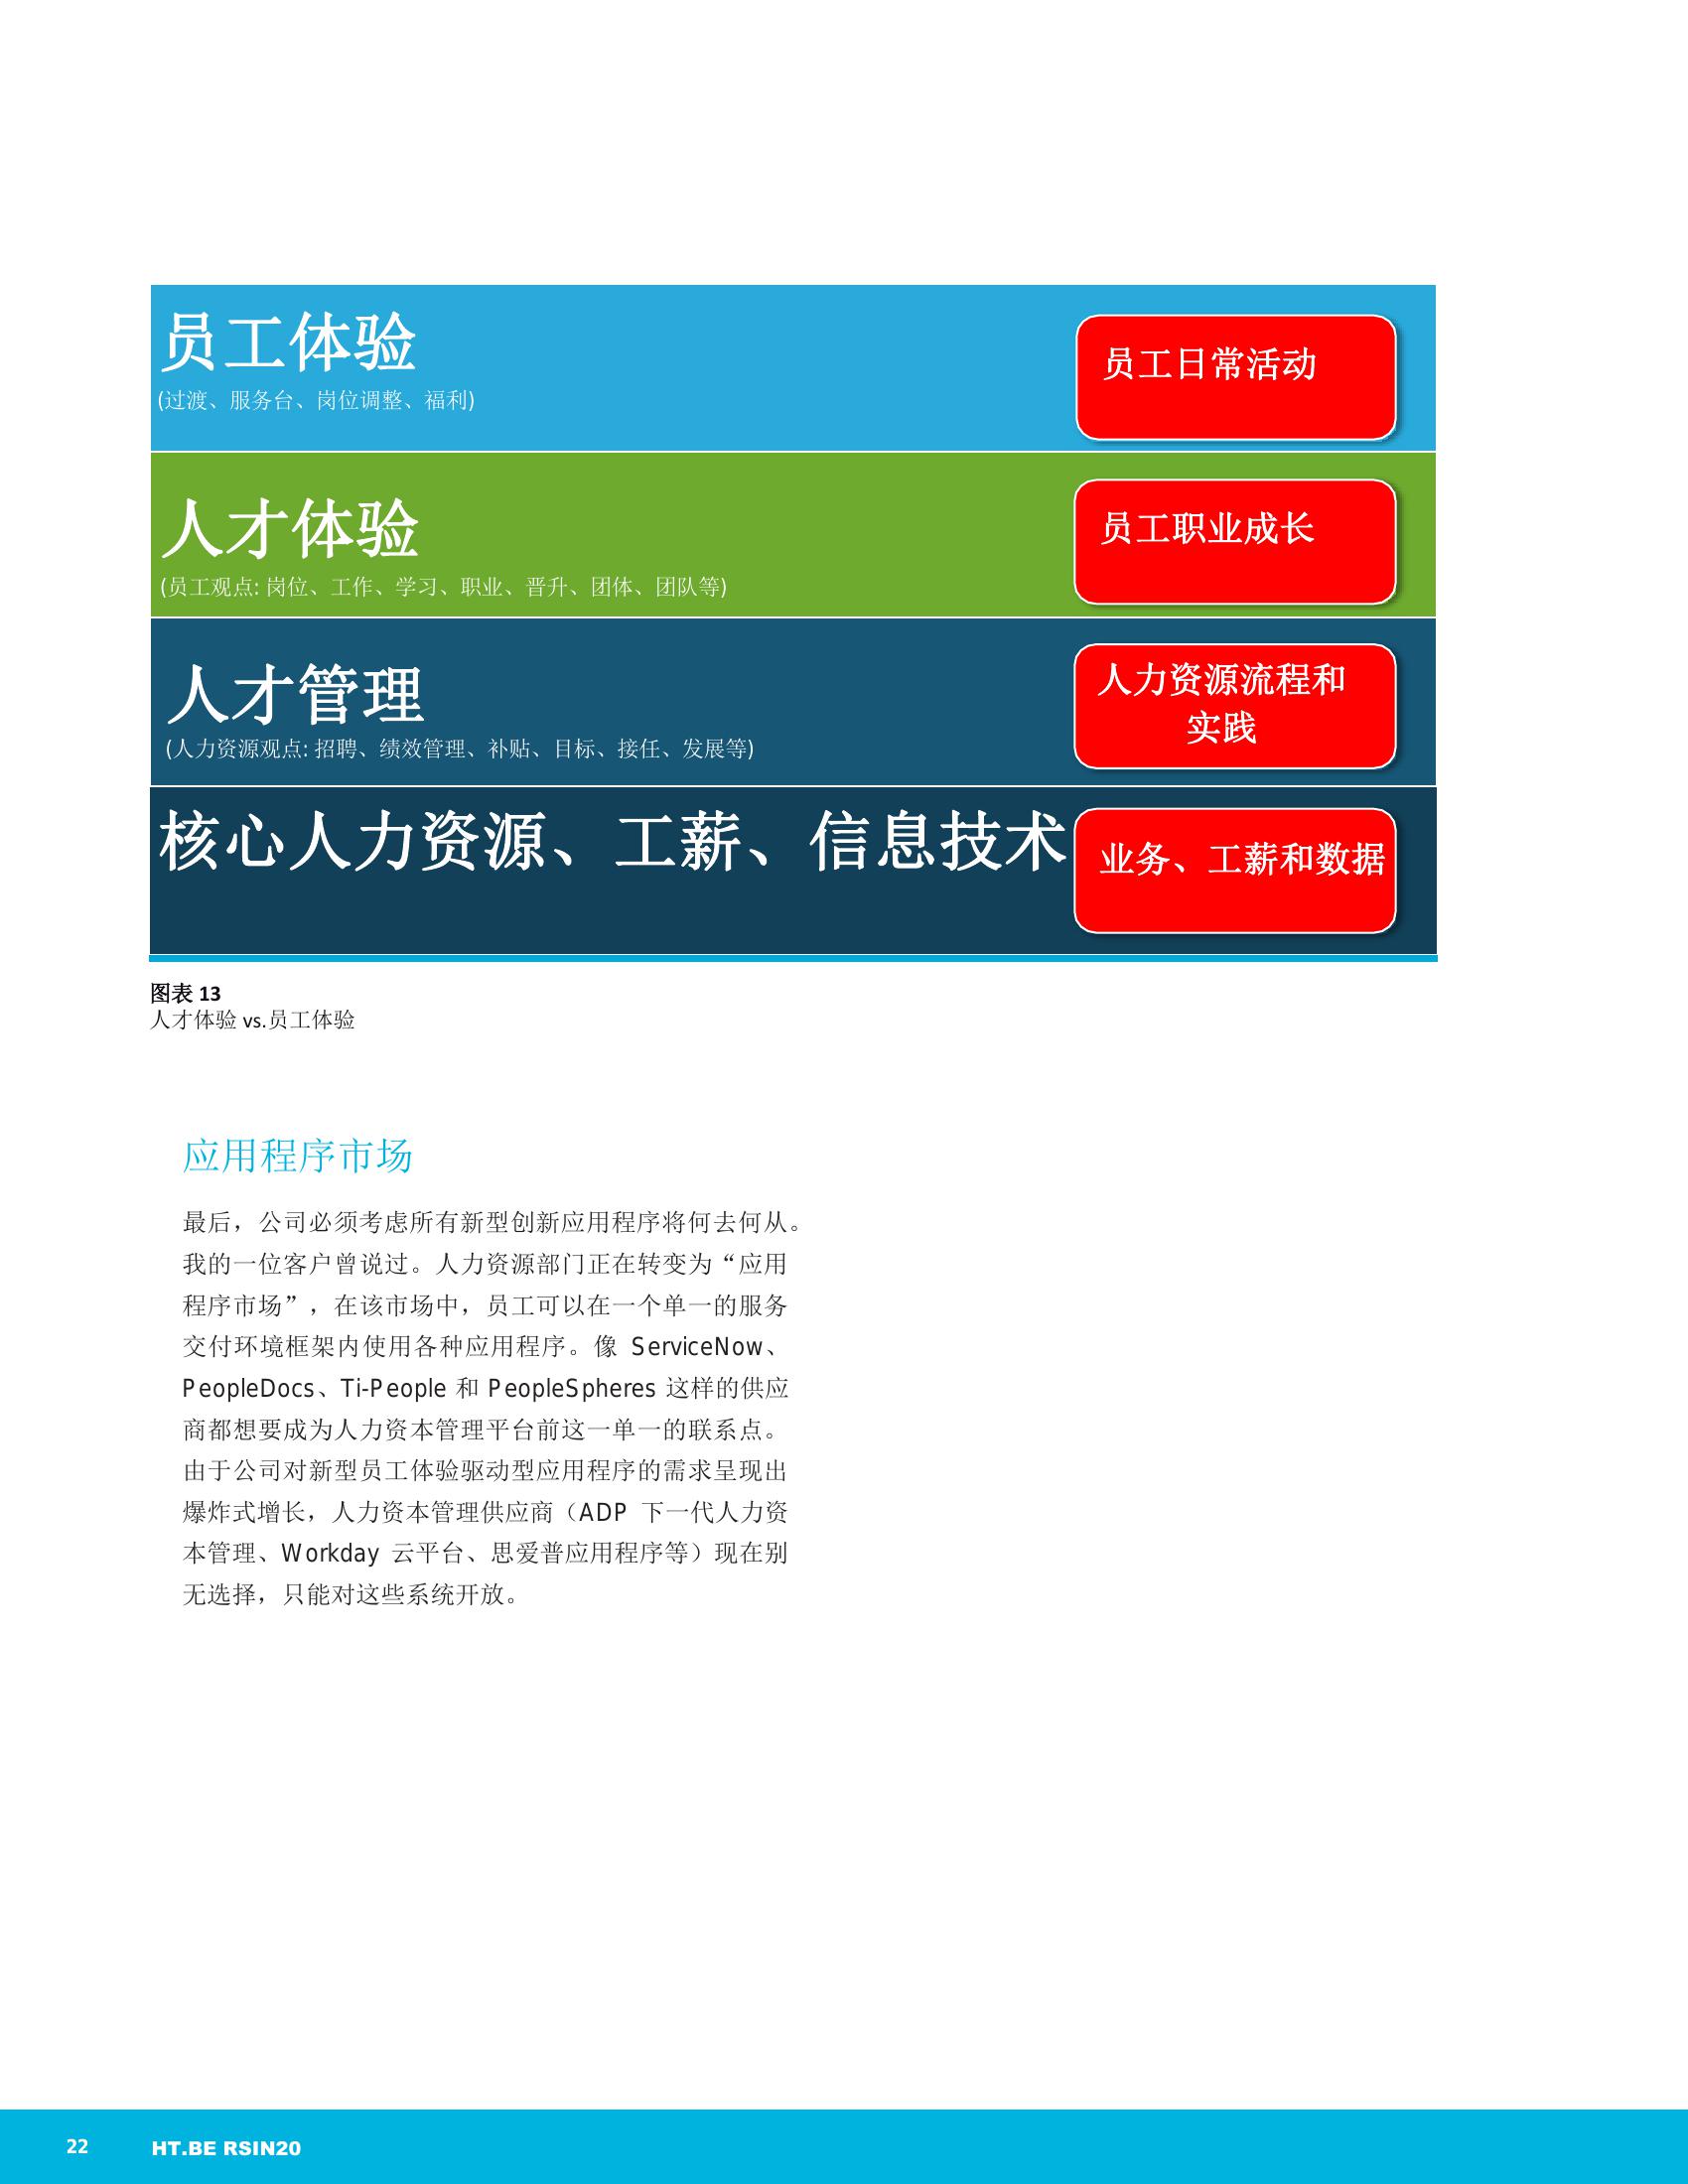 员工体验
(过渡、服务台、岗位调整、福利)
员工日常活动
人才体验
(员工观点: 岗位、工作、学习、职业、晋升、团体、团队等)
员工职业成长
人才管理
(人力资源观点: 招聘、绩效管理、补贴、目标、接任、发展等)
人力资源流程和
实践
核心人力资源、工薪、信息技术
业务、工薪和数据
图表 13
人才体验 vs.员工体验
应用程序市场
最后，公司必须考虑所有新型创新应用程序将何去何从。
我的一位客户曾说过。人力资源部门正在转变为“应用
程序市场”，在该市场中，员工可以在一个单一的服务
交付环境框架内使用各种应用程序。像 ServiceNow、
PeopleDocs、Ti-People 和 PeopleSpheres 这样的供应
商都想要成为人力资本管理平台前这一单一的联系点。
由于公司对新型员工体验驱动型应用程序的需求呈现出
爆炸式增长，人力资本管理供应商（ADP 下一代人力资
本管理、Workday 云平台、思爱普应用程序等）现在别
无选择，只能对这些系统开放。
22 HT.BE RSIN20